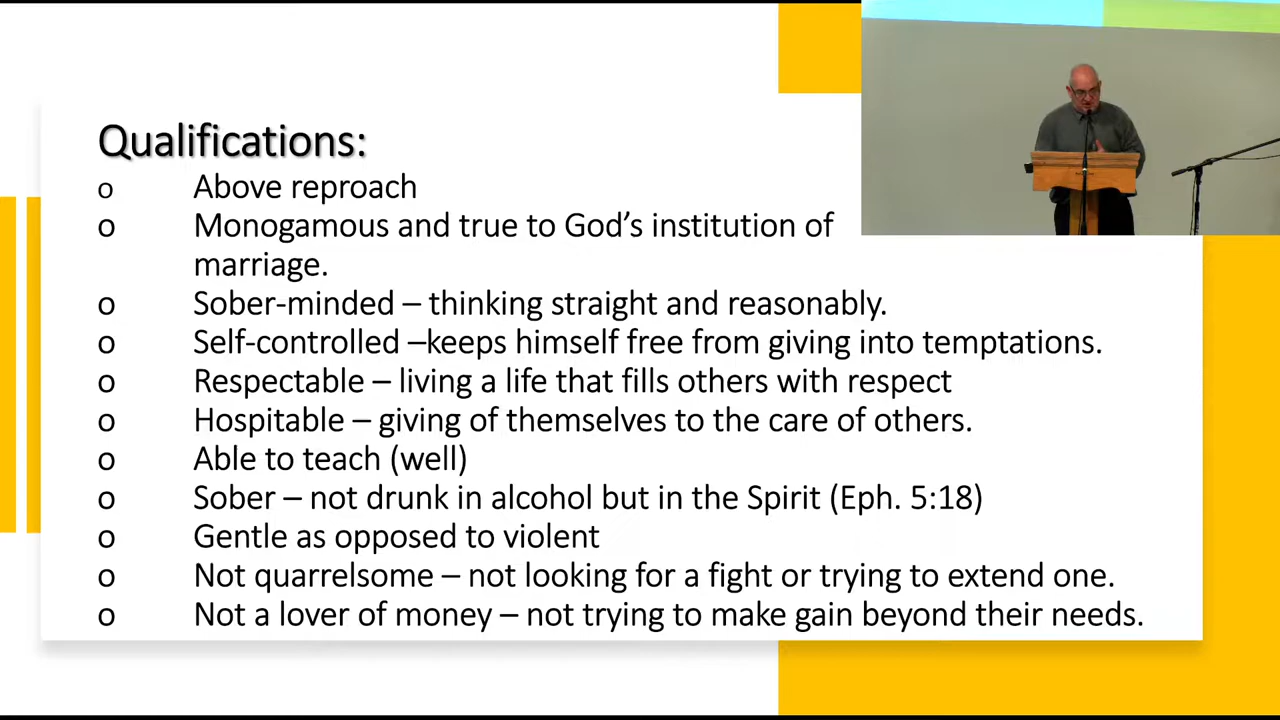 Qualifications:
o Above reproach
o Monogamous and true to God’s institution of
marriage.
o Sober-minded – thinking straight and reasonably.
o Self-controlled –keeps himself free from giving into temptations.
o Respectable – living a life that fills others with respect
o Hospitable – giving of themselves to the care of others.
o Able to teach (well)
o Sober – not drunk in alcohol but in the Spirit (Eph. 5:18)
o Gentle as opposed to violent
o Not quarrelsome – not looking for a fight or trying to extend one.
o Not a lover of money – not trying to make gain beyond their needs.